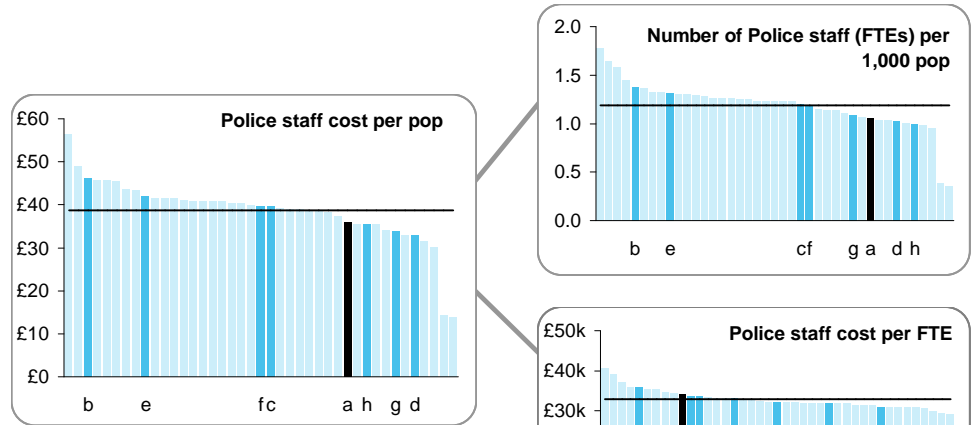 Police staff cost per pop
£60
£50
£40
£30
£20
£10
£0
b e f c a h g d
Number of Police staff (FTEs) per
1,000 pop
2.0
1.5
1.0
0.5
0.0
b e c f g a d h
Police staff cost per FTE
£50k
£40k
£30k